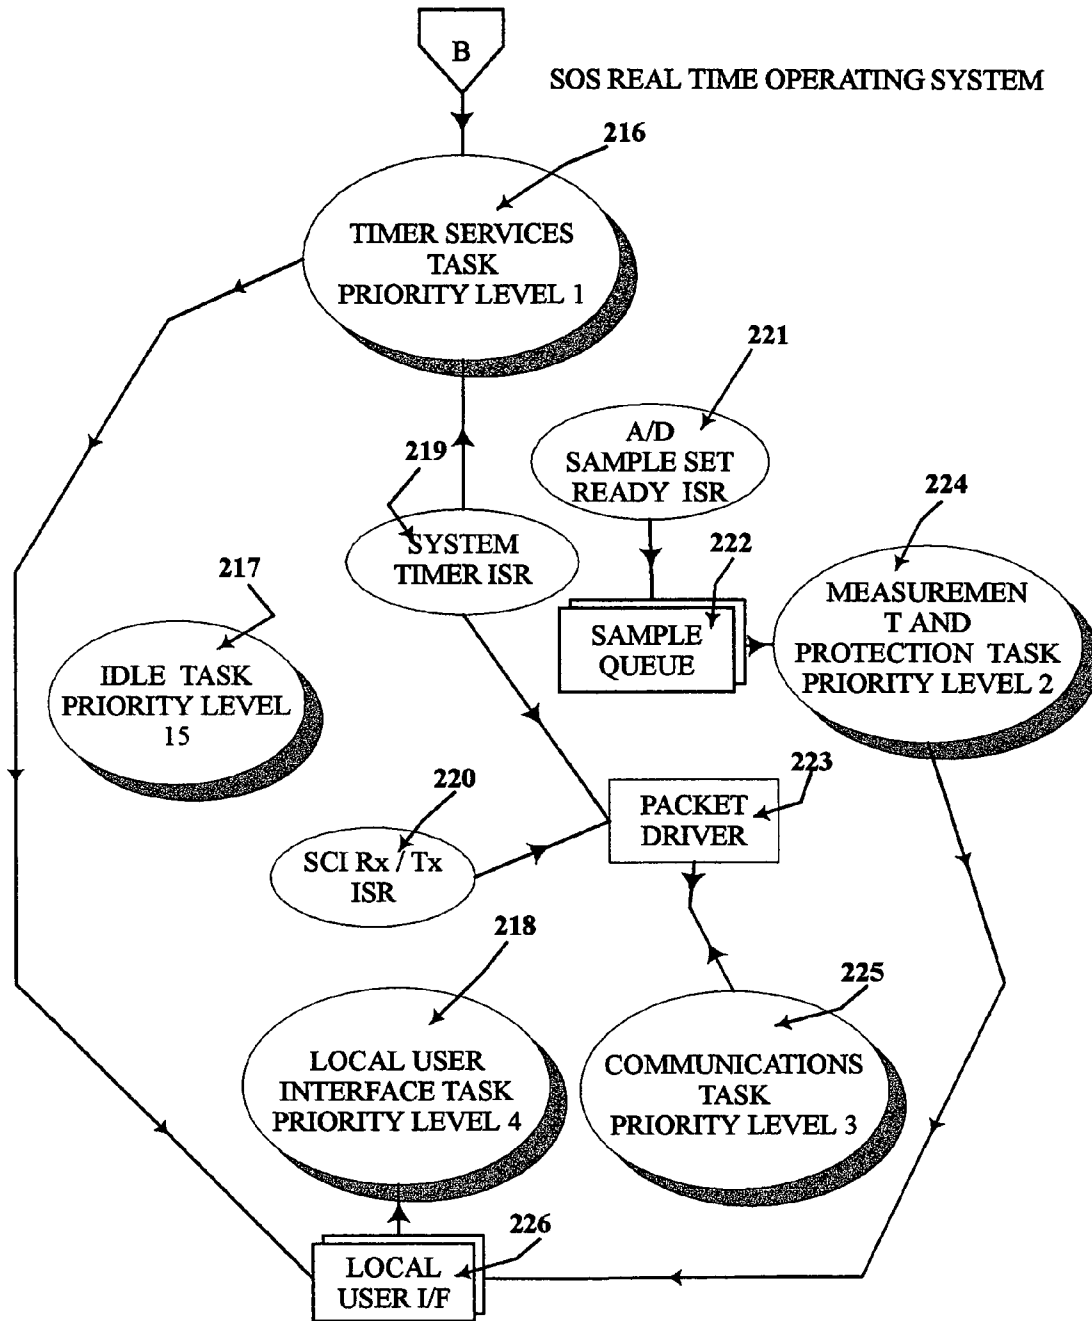 B
SOS REAL TIME OPERATING SYSTEM
216
TIMER SERVICES
TASK
PRIORITY LEVEL 1
221
A/D
SAMPLE SET
READY ISR
219
SYSTEM
TIMER ISR
224
222
MEASUREMEN
T AND
PROTECTION TASK
PRIORITY LEVEL 2
SAMPLE
QUEUE
217
IDLE TASK
PRIORITY LEVEL
15
223
PACKET
DRIVER
220
SCI Rx / Tx
ISR
218
LOCAL USER
INTERFACE TASK
PRIORITY LEVEL 4
225
COMMUNICATIONS
TASK
PRIORITY LEVEL 3
226
LOCAL
USER I/F